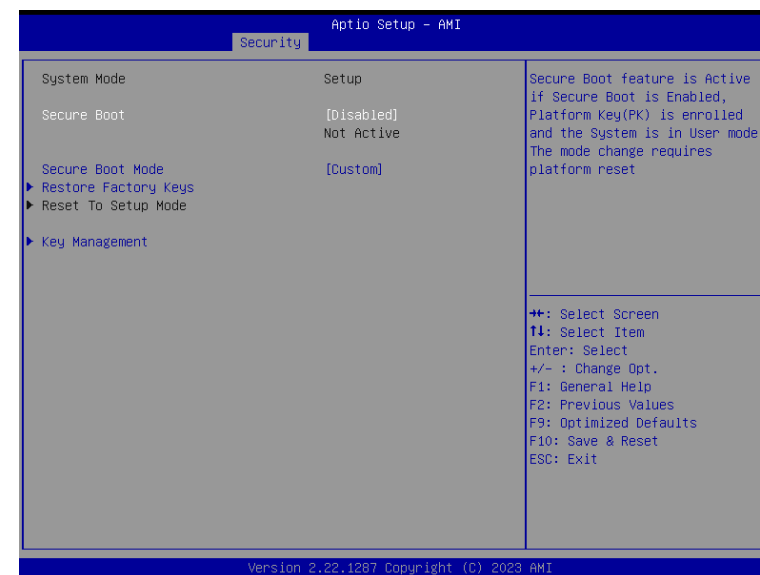 Aptio Setup – AMI
Security
System Mode Setup
Secure Boot [Disabled]
Not Active
Secure Boot Mode [Custom]
Restore Factory Keys
Reset To Setup Mode
Key Management
Secure Boot feature is Active
if Secure Boot is Enabled,
Platform Key(PK) is enrolled
and the System is in User mode
The mode change requires
platform reset
→←: Select Screen
↑↓: Select Item
Enter: Select
+/- : Change Opt.
F1: General Help
F2: Previous Values
F9: Optimized Defaults
F10: Save & Reset
ESC: Exit
Version 2.22.1287 Copyright (C) 2023 AMI